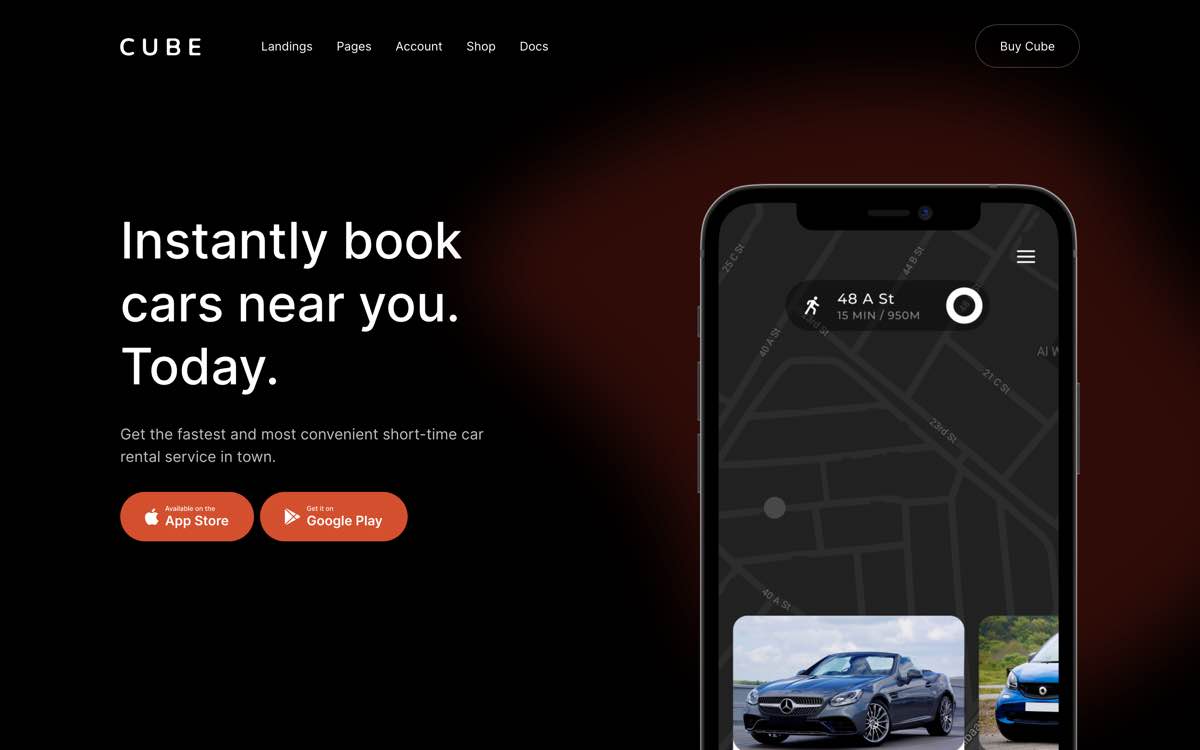 CUBE
Landings
Pages
Account
Shop
Docs
Buy Cube
Instantly book
cars near you.
Today.
Get the fastest and most convenient short-time car
rental service in town.
Available on the
App Store
Get it on
Google Play
25 C St
44 B St
48 A St
15 MIN / 950M
23rd St
40 A St
Al W
21 C St
23rd St
40 A St